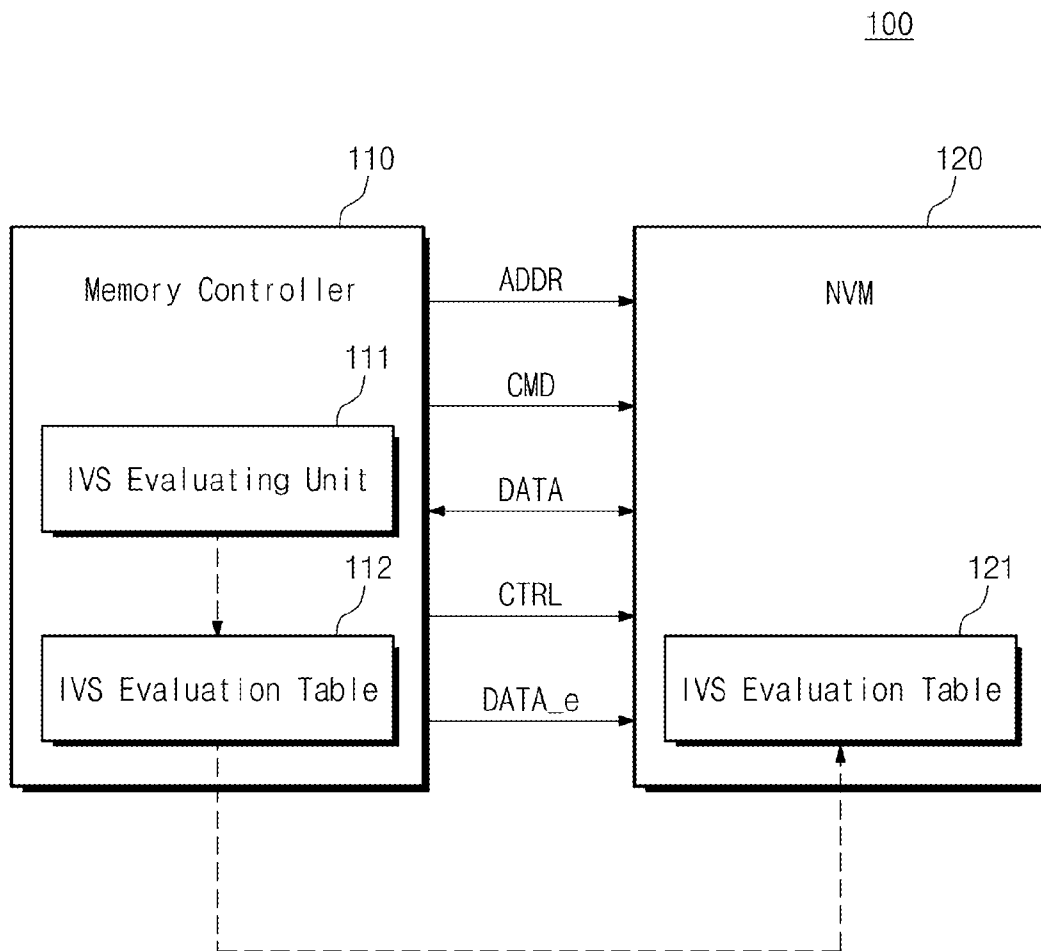 100
110
120
Memory Controller
ADDR
NVM
CMD
111
IVS Evaluating Unit
DATA
112
CTRL
121
IVS Evaluation Table
DATA_e
IVS Evaluation Table